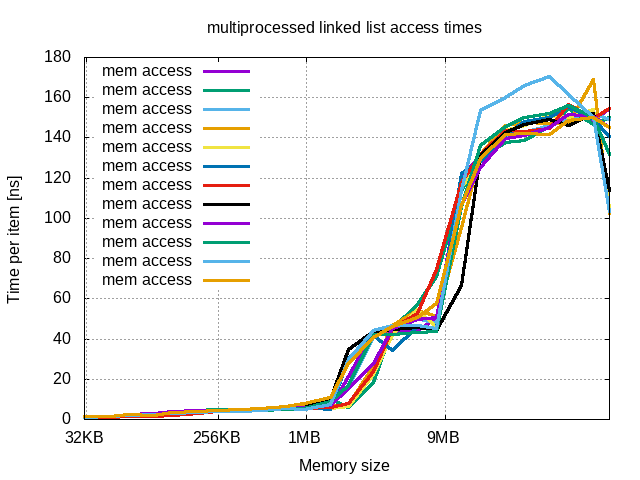 multiprocessed linked list access times
180
160
140
120
100
80
60
40
20
0
Time per item [ns]
mem access
mem access
mem access
mem access
mem access
mem access
mem access
mem access
mem access
mem access
mem access
mem access
32KB 256KB 1MB 9MB
Memory size